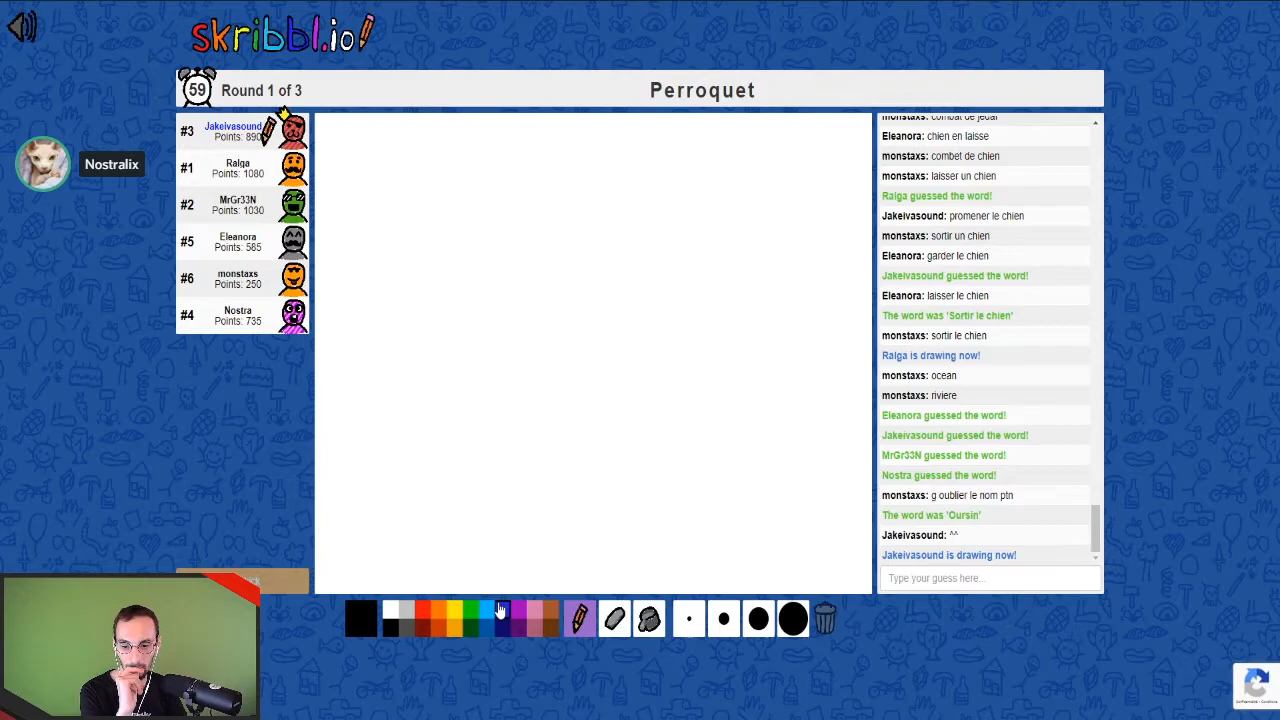 skribbl.io
59
Round 1 of 3
Perroquet
#3
Jakeivasound
Points: 890
#1
Ralga
Points: 1080
#2
MrGr33N
Points: 1030
#5
Eleanora
Points: 585
#6
monstaxs
Points: 250
#4
Nostra
Points: 735
Nostralix
monstaxs: combat de jedai
Eleanora: chien en laisse
monstaxs: combet de chien
monstaxs: laisser un chien
Ralga guessed the word!
Jakeivasound: promener le chien
monstaxs: sortir un chien
Eleanora: garder le chien
Jakeivasound guessed the word!
Eleanora: laisser le chien
The word was 'Sortir le chien'
monstaxs: sortir le chien
Ralga is drawing now!
monstaxs: ocean
monstaxs: riviere
Eleanora guessed the word!
Jakeivasound guessed the word!
MrGr33N guessed the word!
Nostra guessed the word!
monstaxs: g oublier le nom ptn
The word was 'Oursin'
Jakeivasound: ^^
Jakeivasound is drawing now!
Type your guess here...